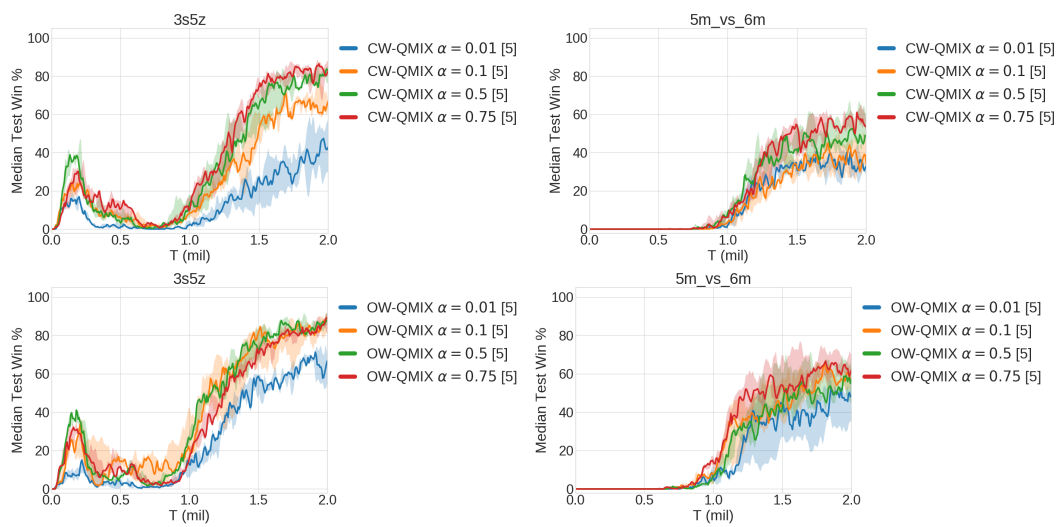 3s5z
100
80
60
40
20
0
0.0 0.5 1.0 1.5 2.0
Median Test Win %
T (mil)
CW-QMIX α = 0.01 [5]
CW-QMIX α = 0.1 [5]
CW-QMIX α = 0.5 [5]
CW-QMIX α = 0.75 [5]
5m_vs_6m
100
80
60
40
20
0
0.0 0.5 1.0 1.5 2.0
Median Test Win %
T (mil)
CW-QMIX α = 0.01 [5]
CW-QMIX α = 0.1 [5]
CW-QMIX α = 0.5 [5]
CW-QMIX α = 0.75 [5]
3s5z
100
80
60
40
20
0
0.0 0.5 1.0 1.5 2.0
Median Test Win %
T (mil)
OW-QMIX α = 0.01 [5]
OW-QMIX α = 0.1 [5]
OW-QMIX α = 0.5 [5]
OW-QMIX α = 0.75 [5]
5m_vs_6m
100
80
60
40
20
0
0.0 0.5 1.0 1.5 2.0
Median Test Win %
T (mil)
OW-QMIX α = 0.01 [5]
OW-QMIX α = 0.1 [5]
OW-QMIX α = 0.5 [5]
OW-QMIX α = 0.75 [5]